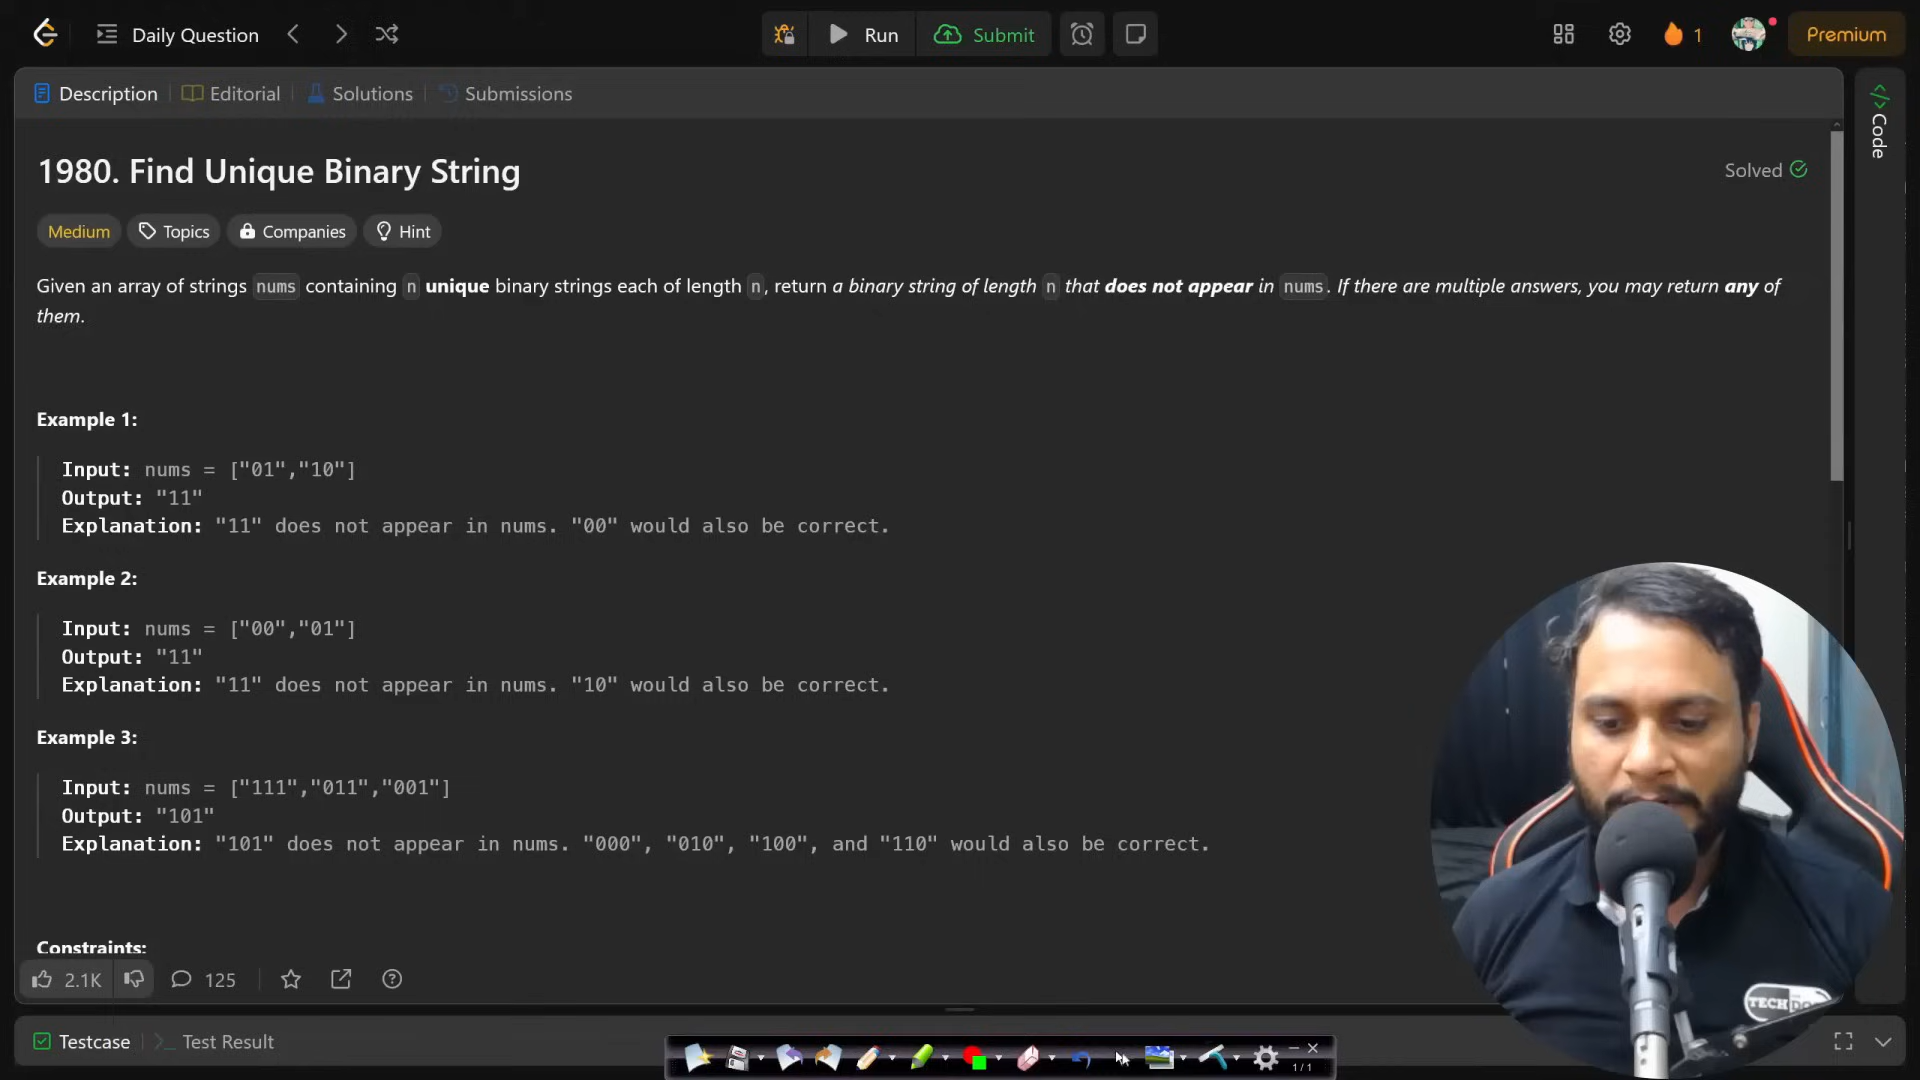 Daily Question
Run
Submit
1
Premium
Description
Editorial
Solutions
Submissions
Code
1980. Find Unique Binary String
Solved
Medium
Topics
Companies
Hint
Given an array of strings nums containing n unique binary strings each of length n, return a binary string of length n that does not appear in nums. If there are multiple answers, you may return any of
them.
Example 1:
Input: nums = ["01","10"]
Output: "11"
Explanation: "11" does not appear in nums. "00" would also be correct.
Example 2:
Input: nums = ["00","01"]
Output: "11"
Explanation: "11" does not appear in nums. "10" would also be correct.
Example 3:
Input: nums = ["111","011","001"]
Output: "101"
Explanation: "101" does not appear in nums. "000", "010", "100", and "110" would also be correct.
Constraints:
2.1K
125
TECH
Testcase
Test Result
1/1